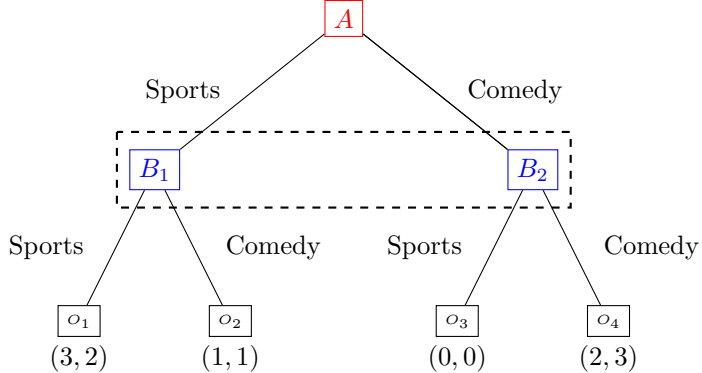 A
Sports Comedy
B₁ B₂
Sports Comedy Sports Comedy
O₁ O₂ O₃ O₄
(3, 2) (1, 1) (0, 0) (2, 3)